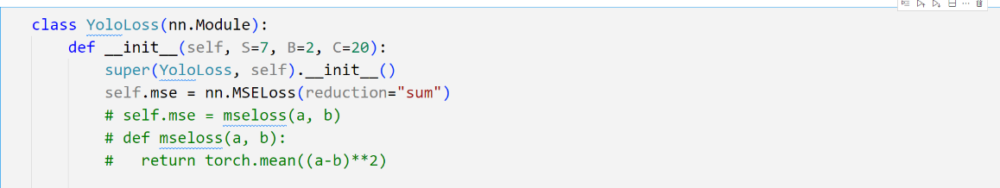 class YoloLoss(nn.Module):
    def __init__(self, S=7, B=2, C=20):
        super(YoloLoss, self).__init__()
        self.mse = nn.MSELoss(reduction="sum")
        # self.mse = mseloss(a, b)
        # def mseloss(a, b):
        #   return torch.mean((a-b)**2)